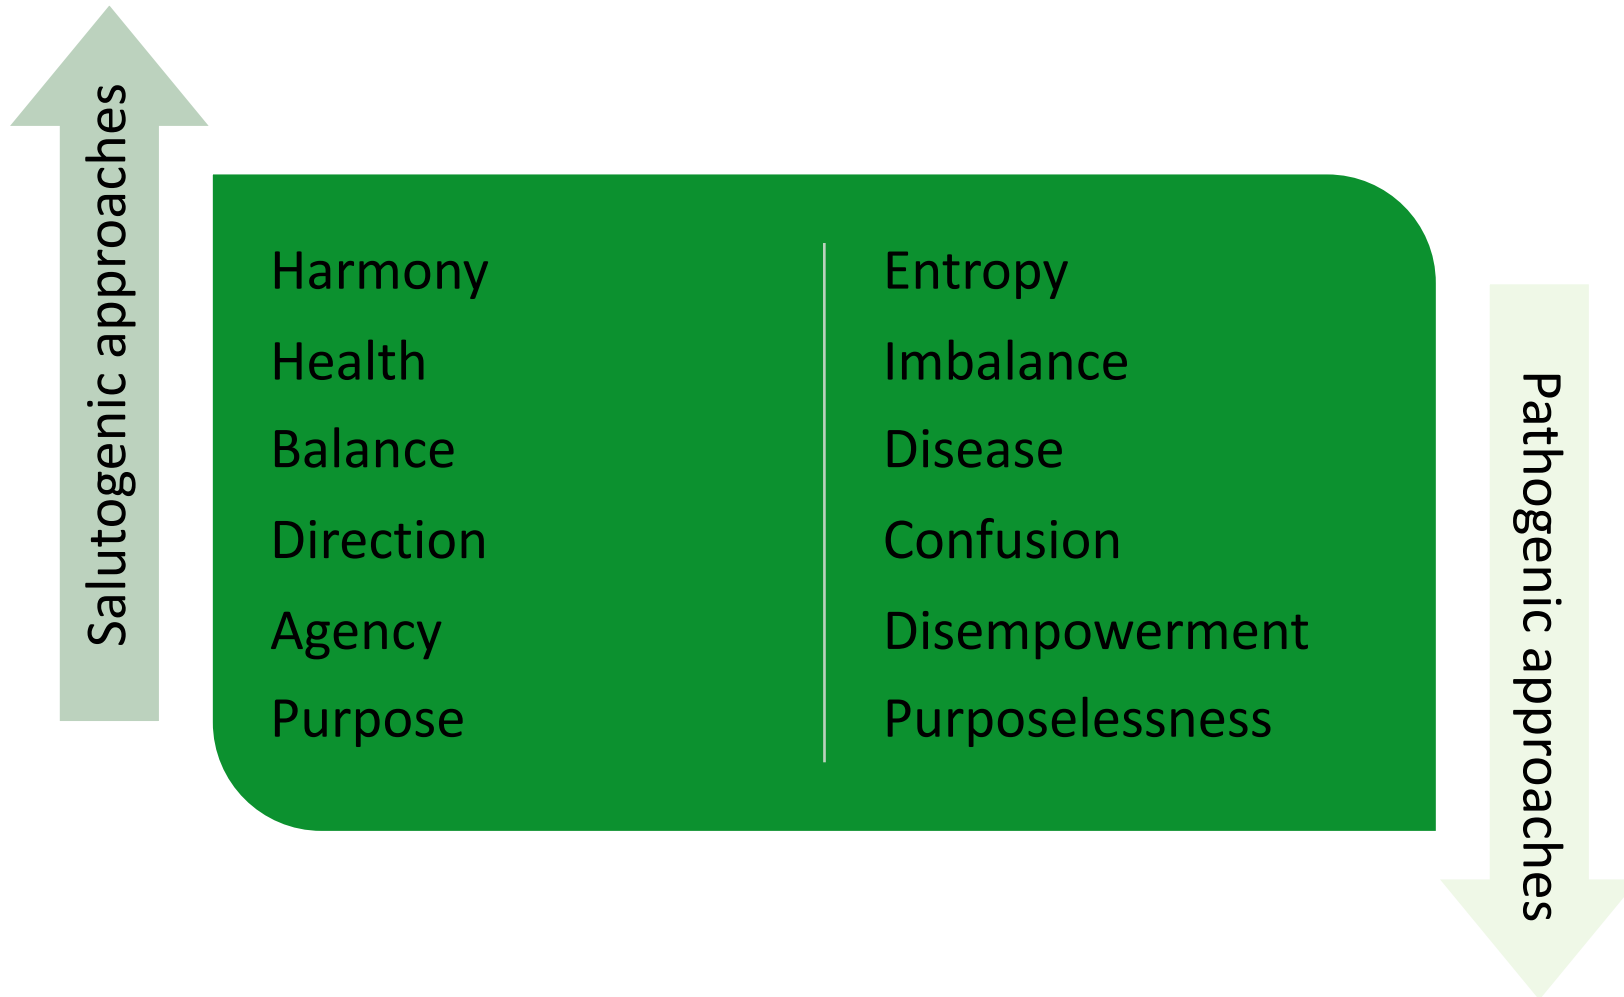 Salutogenic approaches
Harmony
Health
Balance
Direction
Agency
Purpose
Entropy
Imbalance
Disease
Confusion
Disempowerment
Purposelessness
Pathogenic approaches